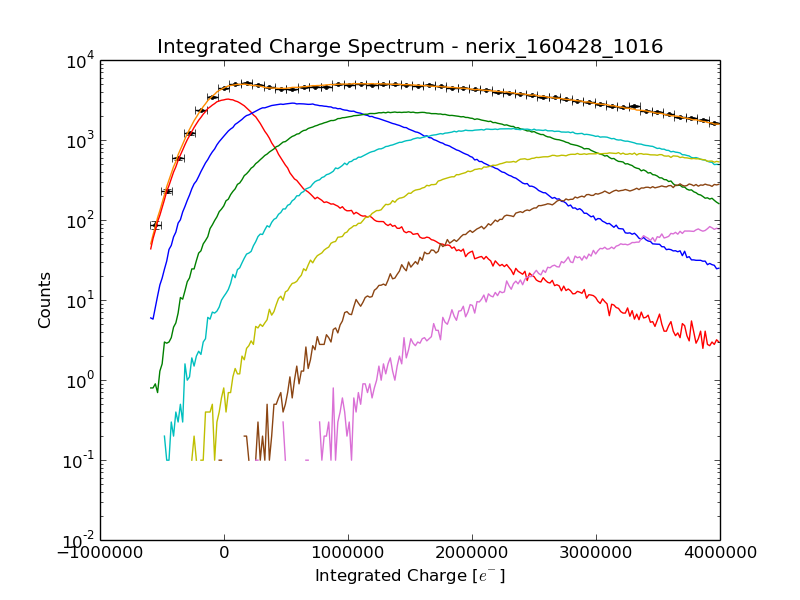 Integrated Charge Spectrum - nerix_160428_1016
10^4
10^3
10^2
10^1
10^0
10^-1
10^-2
Counts
−1000000 0 1000000 2000000 3000000 4000000
Integrated Charge [e^−]